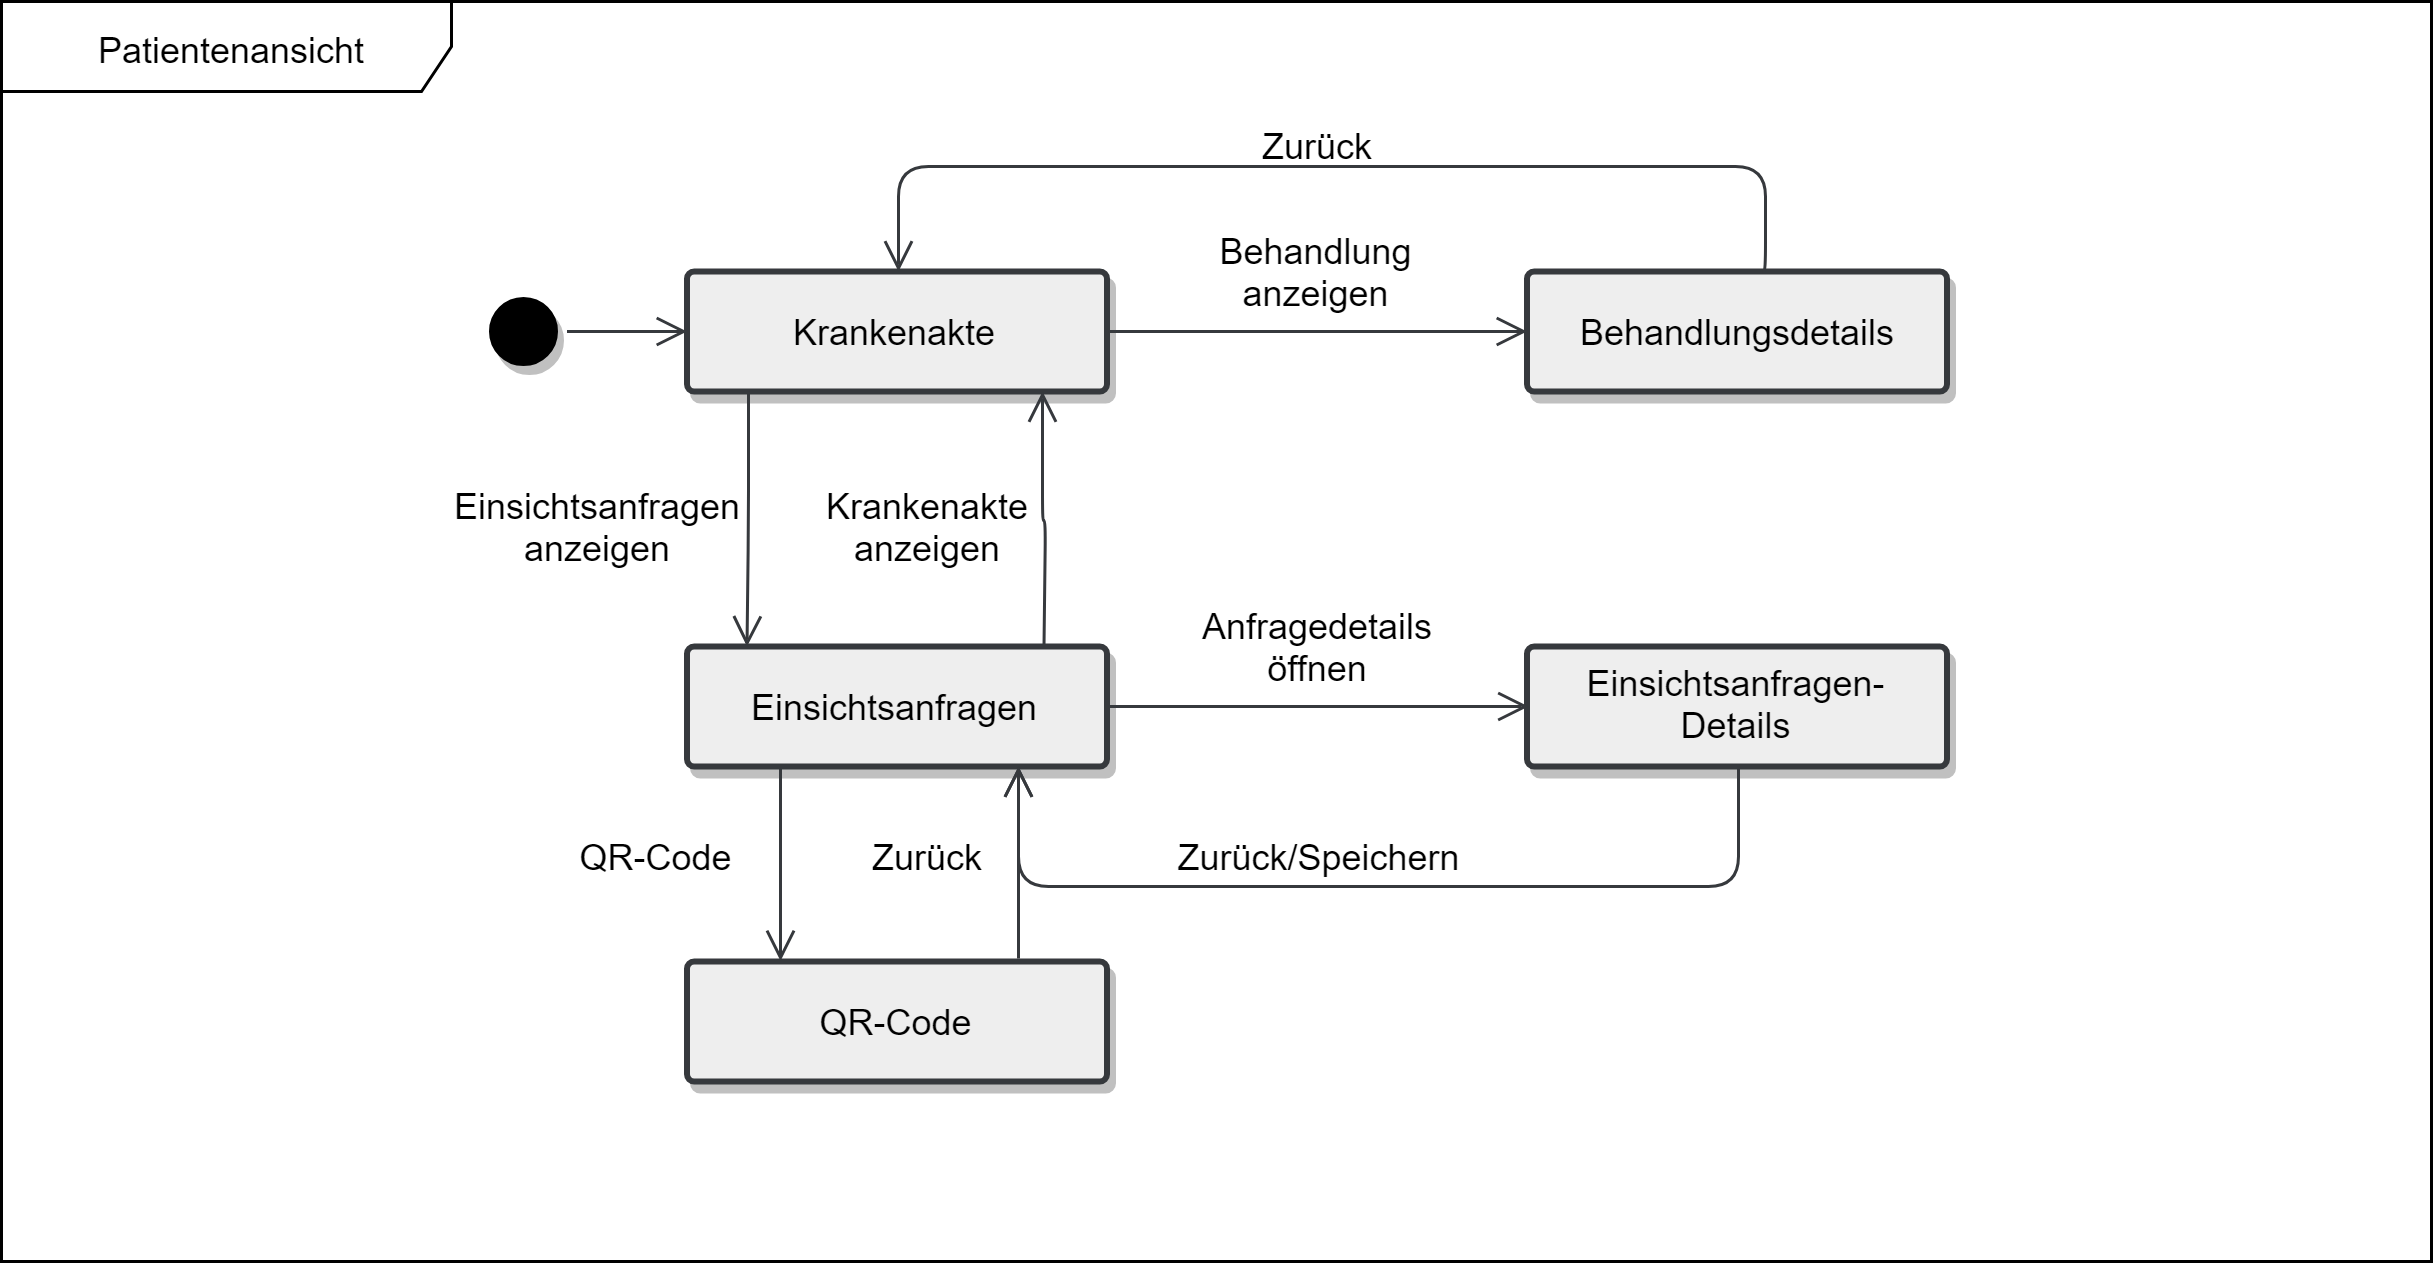 Patientenansicht
Zurück
Behandlung
anzeigen
Krankenakte
Behandlungsdetails
Einsichtsanfragen
anzeigen
Krankenakte
anzeigen
Anfragedetails
öffnen
Einsichtsanfragen
Einsichtsanfragen-
Details
QR-Code
Zurück
Zurück/Speichern
QR-Code